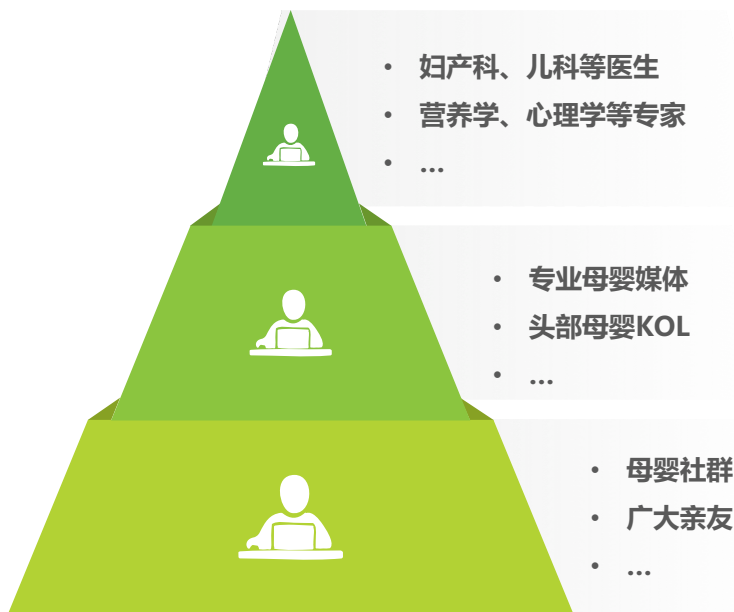 • 妇产科、儿科等医生
• 营养学、心理学等专家
• ...
• 专业母婴媒体
• 头部母婴KOL
• ...
• 母婴社群
• 广大亲友
• ...